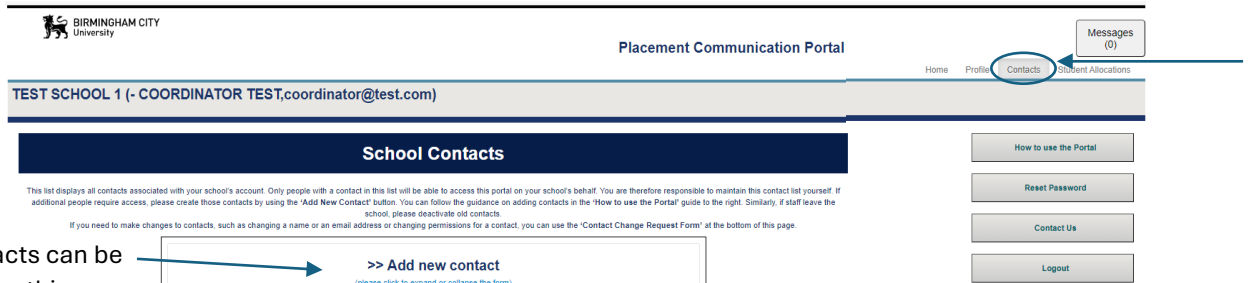 BIRMINGHAM CITY
University
Placement Communication Portal
Messages
(0)
Home Profile Contacts Student Allocations
TEST SCHOOL 1 (- COORDINATOR TEST,coordinator@test.com)
School Contacts
How to use the Portal
This list displays all contacts associated with your school's account. Only people with a contact in this list will be able to access this portal on your school's behalf. You are therefore responsible to maintain this contact list yourself. If
additional people require access, please create those contacts by using the 'Add New Contact' button. You can follow the guidance on adding contacts in the 'How to use the Portal' guide to the right. Similarly, if staff leave the
school, please deactivate old contacts.
If you need to make changes to contacts, such as changing a name or an email address or changing permissions for a contact, you can use the 'Contact Change Request Form' at the bottom of this page.
Reset Password
Contact Us
acts can be
>> Add new contact
(please click to expand or collapse the form)
Logout